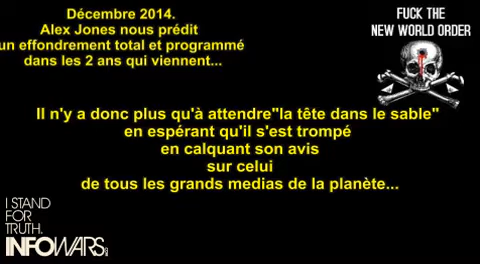 Décembre 2014.
Alex Jones nous prédit
un effondrement total et programmé
dans les 2 ans qui viennent...
FUCK THE
NEW WORLD ORDER
Il n'y a donc plus qu'à attendre"la tête dans le sable"
en espérant qu'il s'est trompé
en calquant son avis
sur celui
de tous les grands medias de la planète...
I STAND
FOR
TRUTH.
INFOWARS